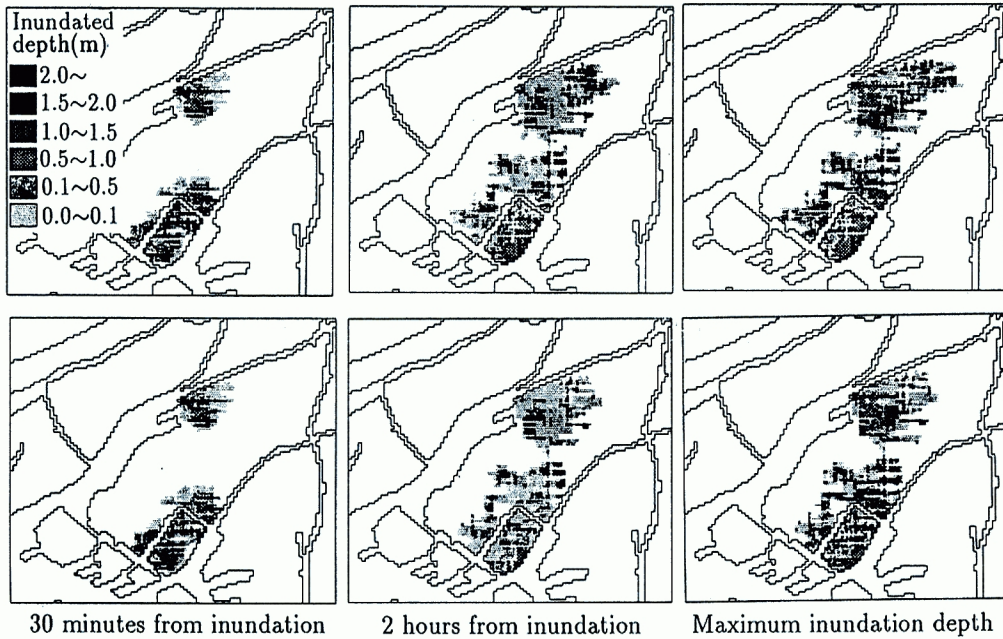 Inundated
depth(m)
2.0~
1.5~2.0
1.0~1.5
0.5~1.0
0.1~0.5
0.0~0.1
30 minutes from inundation
2 hours from inundation
Maximum inundation depth